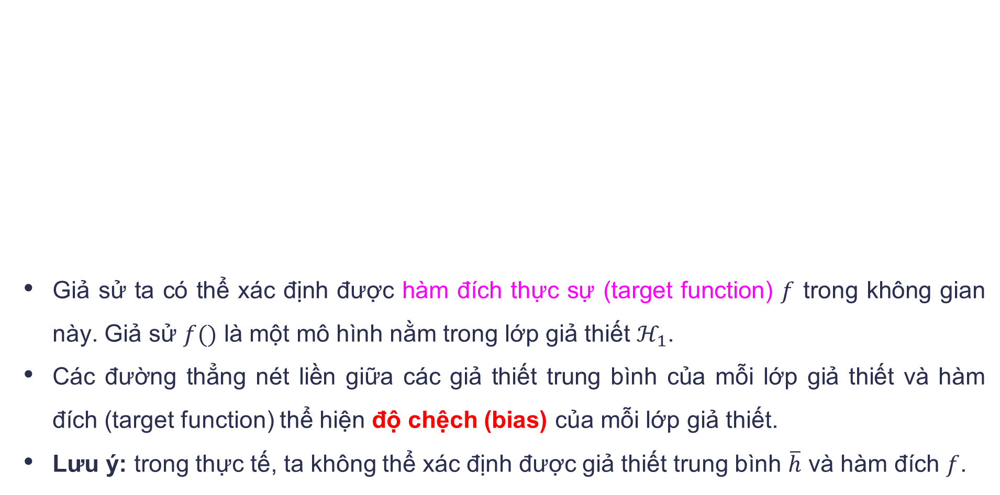 • Giả sử ta có thể xác định được hàm đích thực sự (target function) 𝑓 trong không gian
này. Giả sử 𝑓() là một mô hình nằm trong lớp giả thiết ℋ₁.
• Các đường thẳng nét liền giữa các giả thiết trung bình của mỗi lớp giả thiết và hàm
đích (target function) thể hiện độ chệch (bias) của mỗi lớp giả thiết.
• Lưu ý: trong thực tế, ta không thể xác định được giả thiết trung bình ℎ̅ và hàm đích 𝑓.